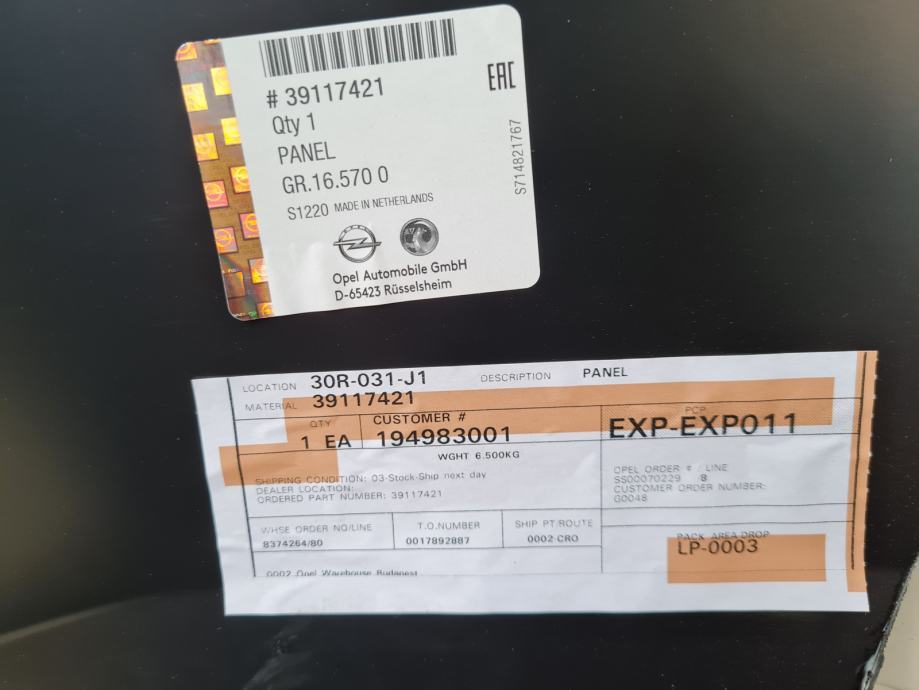 # 39117421
EAC
Qty 1
PANEL
GR.16.570 0
S1220 MADE IN NETHERLANDS
S714821767
Opel Automobile GmbH
D-65423 Rüsselsheim
LOCATION 30R-031-J1 DESCRIPTION PANEL
MATERIAL 39117421
QTY CUSTOMER # PCP
1 EA 194983001 EXP-EXP011
WGHT 6.500KG
SHIPPING CONDITION: 03-Stock-Ship next day
DEALER LOCATION:
ORDERED PART NUMBER: 39117421
OPEL ORDER # LINE
SS00070229 8
CUSTOMER ORDER NUMBER:
G0048
WHSE ORDER NO/LINE T.O.NUMBER SHIP PT/ROUTE
8374264/80 0017892887 0002 CRO
PACK AREA DROP
LP-0003
0002 Opel Warehouse Budapest